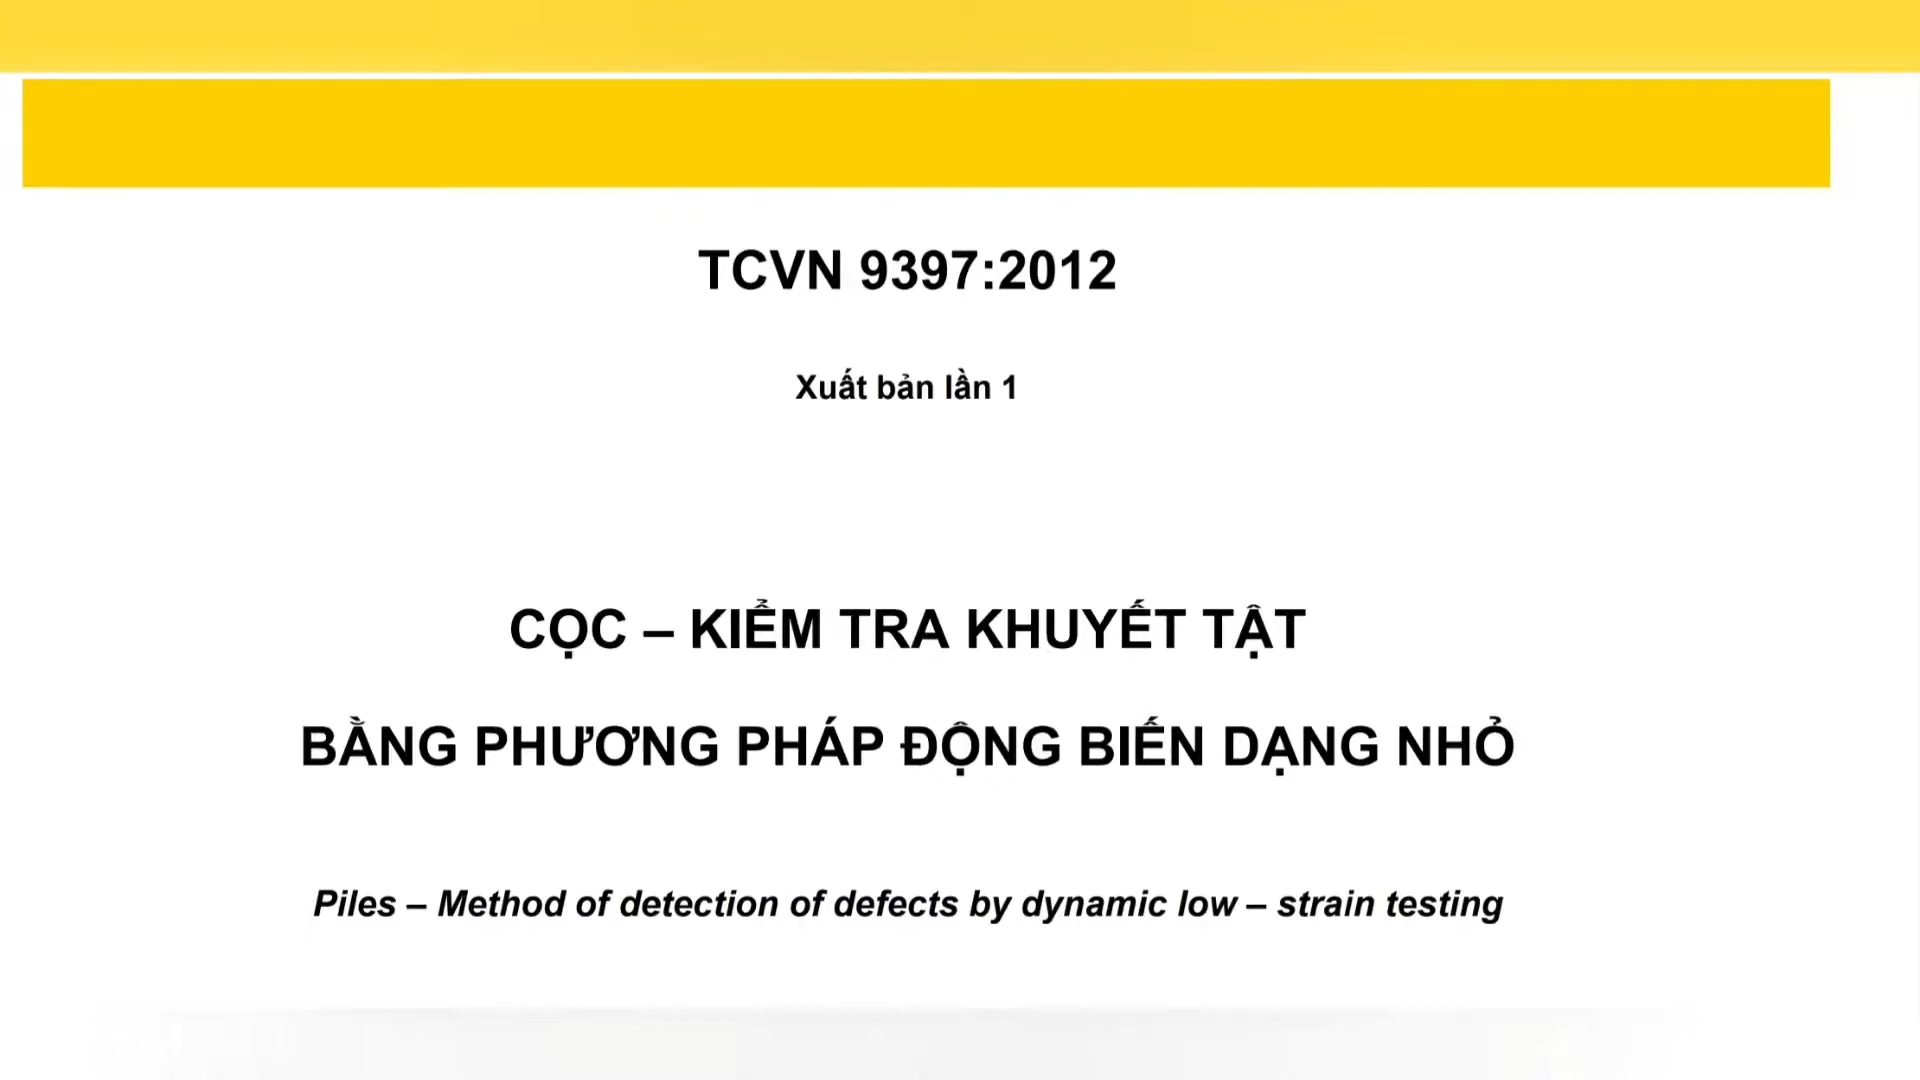 TCVN 9397:2012
Xuất bản lần 1
CỌC – KIỂM TRA KHUYẾT TẬT
BẰNG PHƯƠNG PHÁP ĐỘNG BIẾN DẠNG NHỎ
Piles – Method of detection of defects by dynamic low – strain testing